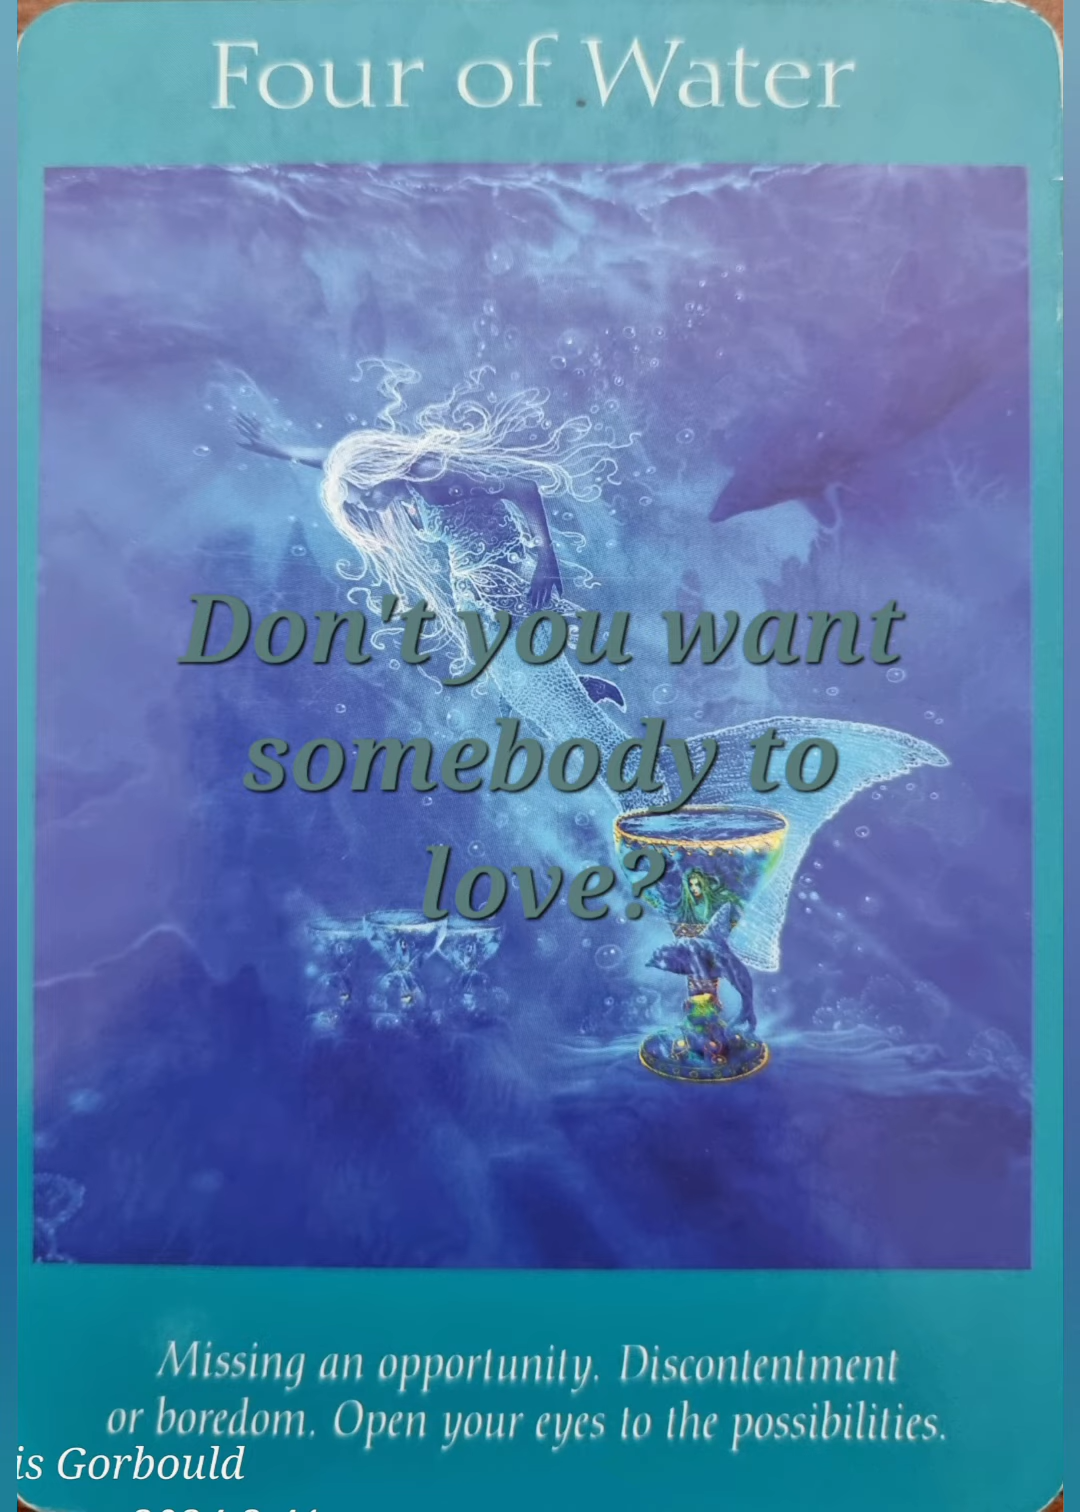 Four of Water
Don't you want
somebody to
love?
Missing an opportunity. Discontentment
or boredom. Open your eyes to the possibilities.
is Gorbould